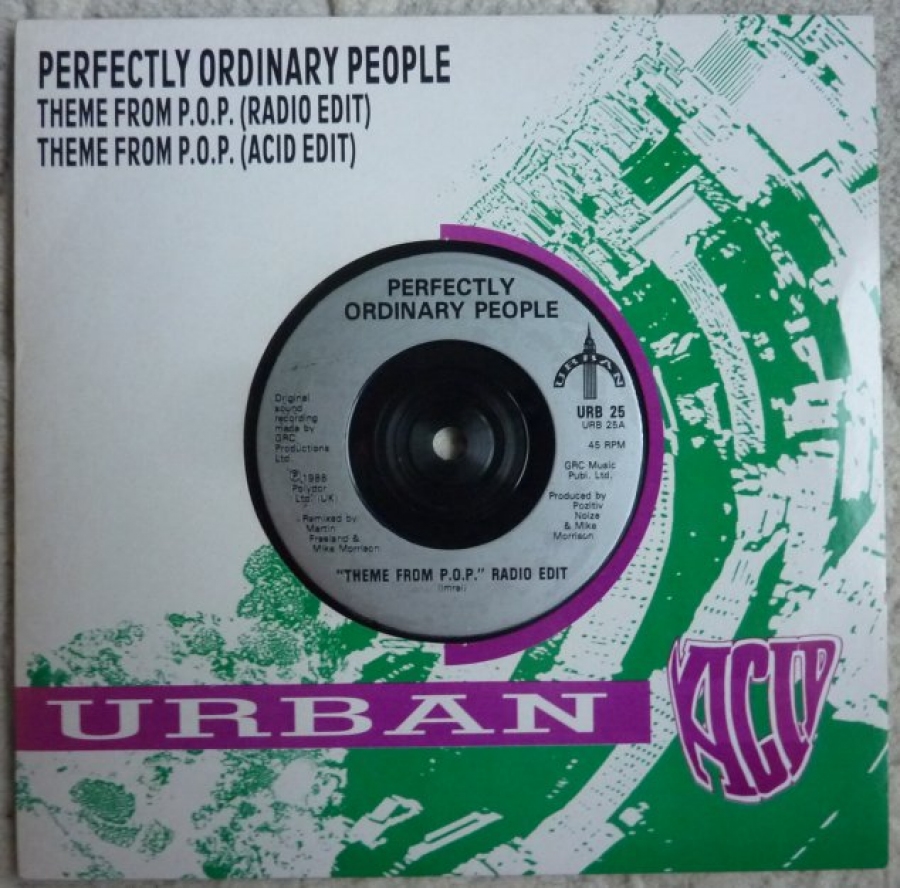 PERFECTLY ORDINARY PEOPLE
THEME FROM P.O.P. (RADIO EDIT)
THEME FROM P.O.P. (ACID EDIT)
PERFECTLY
ORDINARY PEOPLE
URBAN
URB 25
URB 25A
45 RPM
GRC Music
Publ. Ltd.
Produced by
Pozitiv
Noize
& Mike
Morrison
Original
sound
recording
made by
GRC
Productions
Ltd.
℗ 1988
Polydor
Ltd. (UK)
Remixed by
Martin
Freeland &
Mike Morrison
"THEME FROM P.O.P." RADIO EDIT
(Imrei)
URBAN
ACID